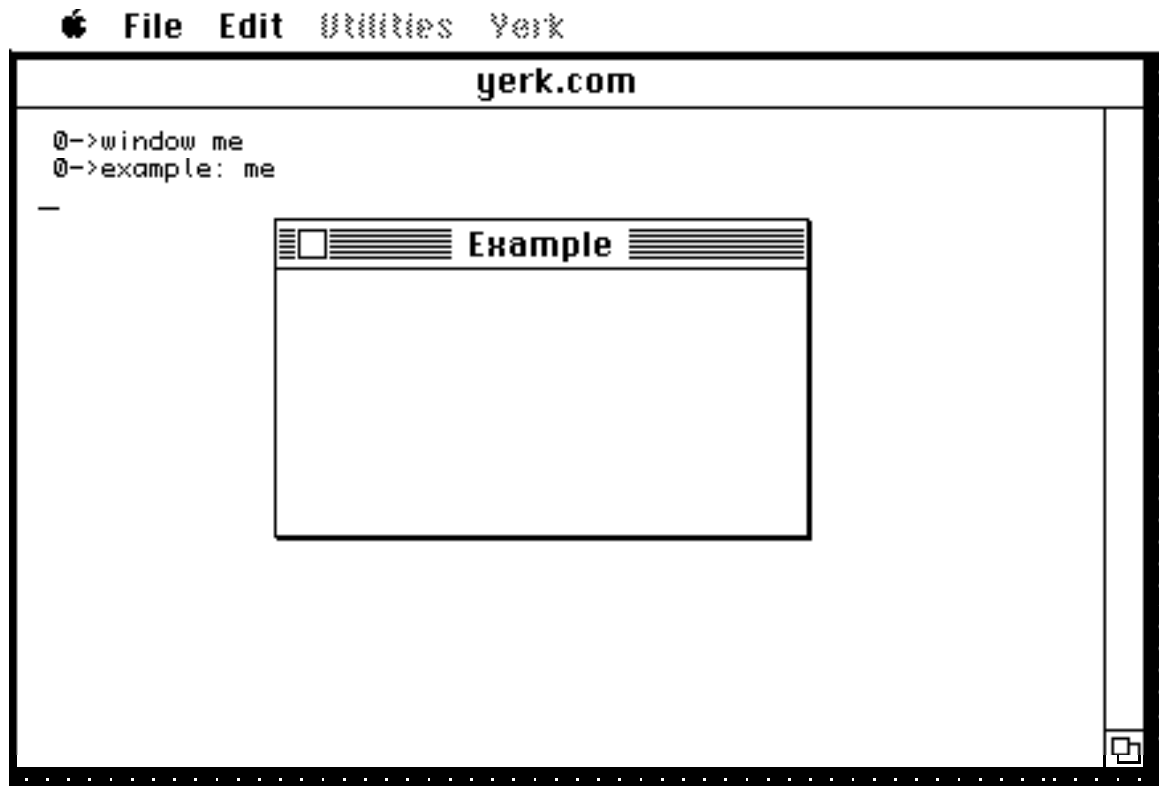 File Edit Utilities Yerk
yerk.com
0->window me
0->example: me
Example